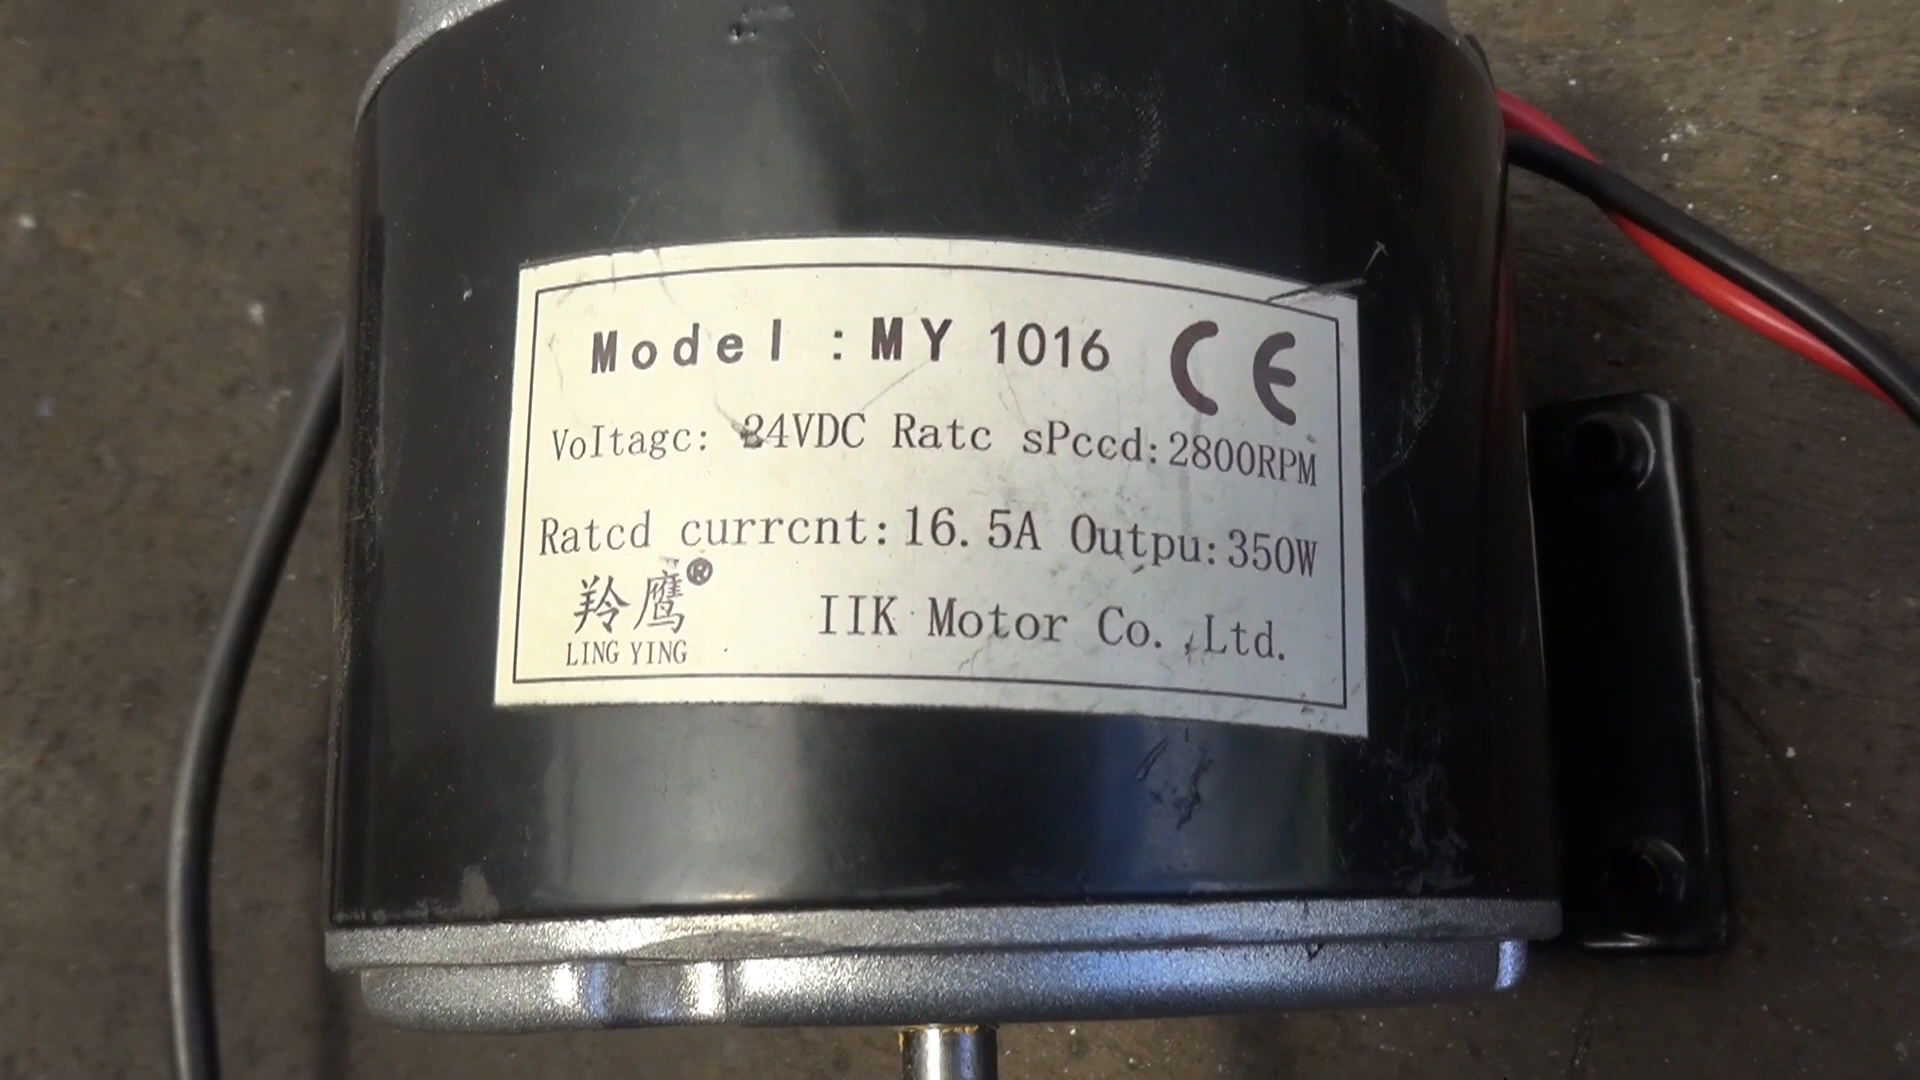 Model :MY 1016 CE
VoItagc: 24VDC Ratc sPccd:2800RPM
Ratcd currcnt:16.5A Outpu:350W
羚鹰®
LING YING
IIK Motor Co.,Ltd.